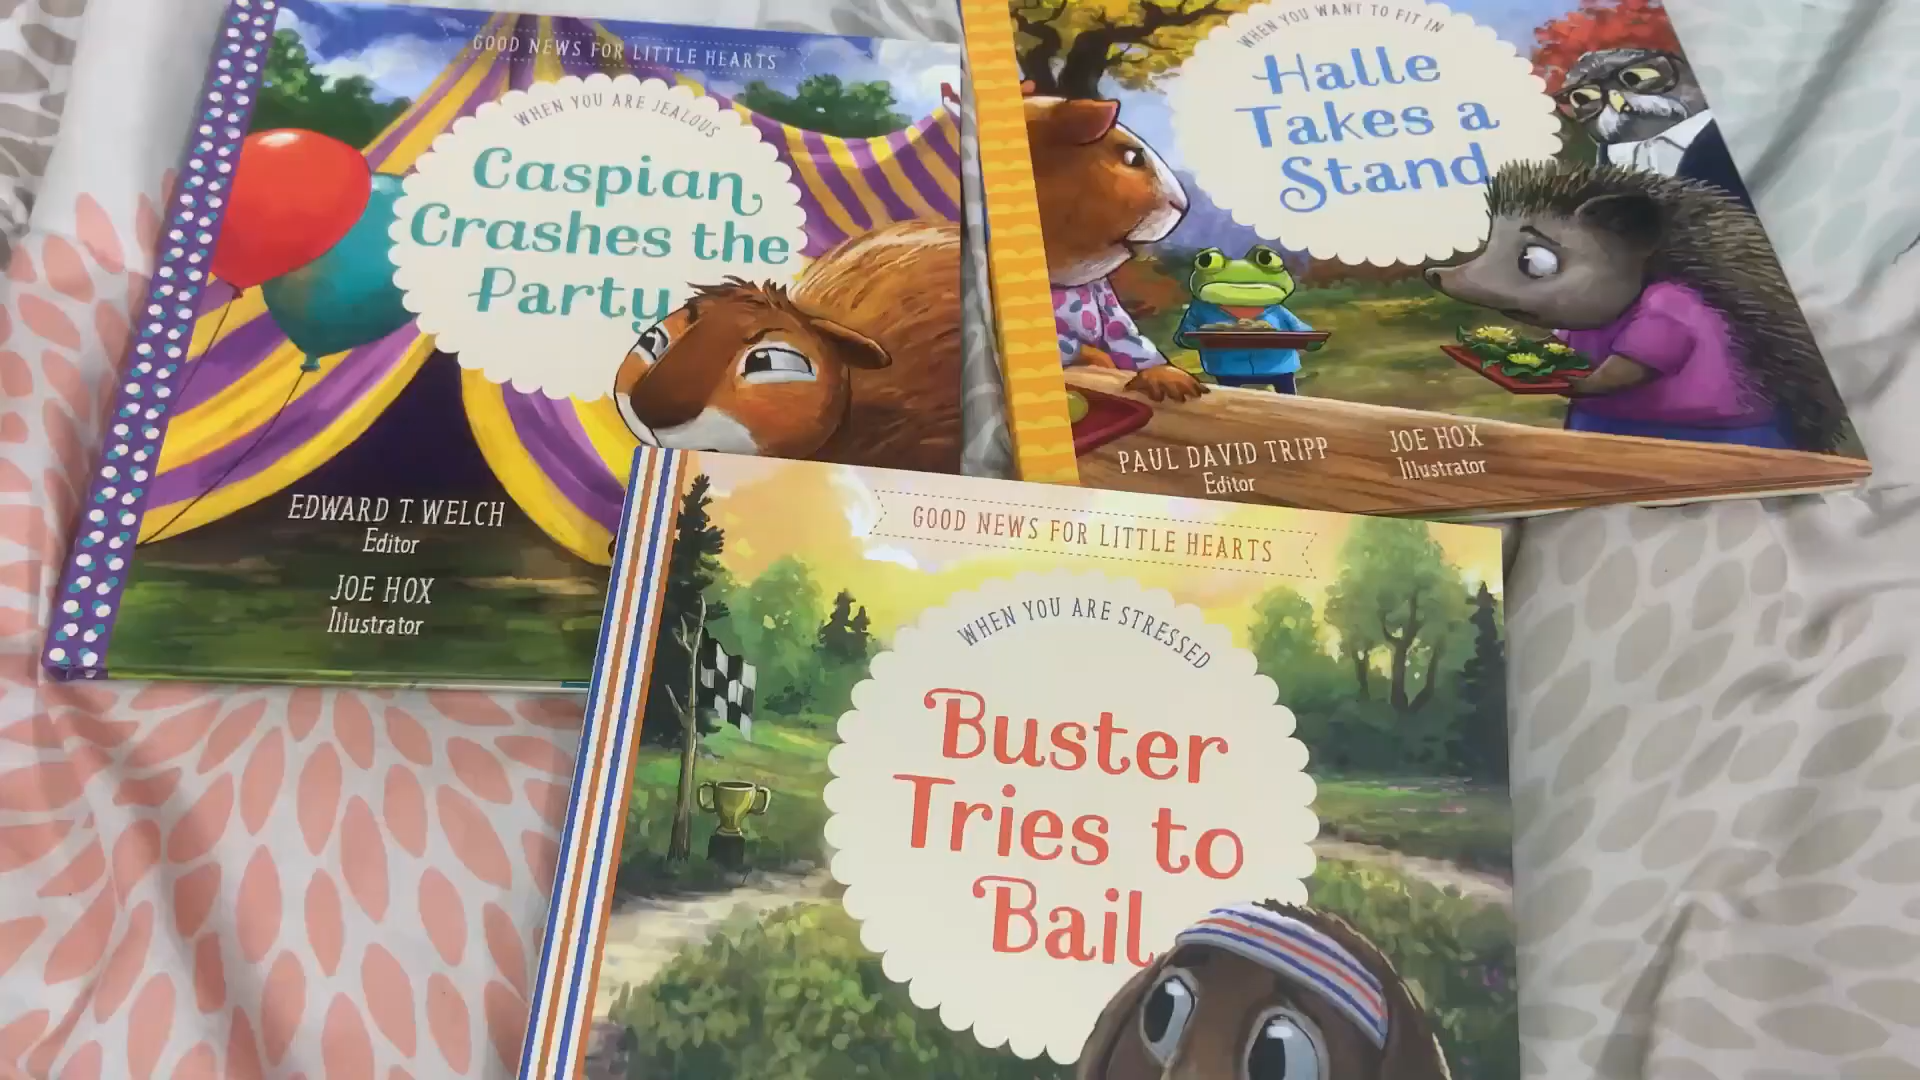 GOOD NEWS FOR LITTLE HEARTS
WHEN YOU ARE JEALOUS
Caspian
Crashes the
Party
EDWARD T. WELCH
Editor
JOE HOX
Illustrator
WHEN YOU WANT TO FIT IN
Halle
Takes a
Stand
PAUL DAVID TRIPP
Editor
JOE HOX
Illustrator
GOOD NEWS FOR LITTLE HEARTS
WHEN YOU ARE STRESSED
Buster
Tries to
Bail